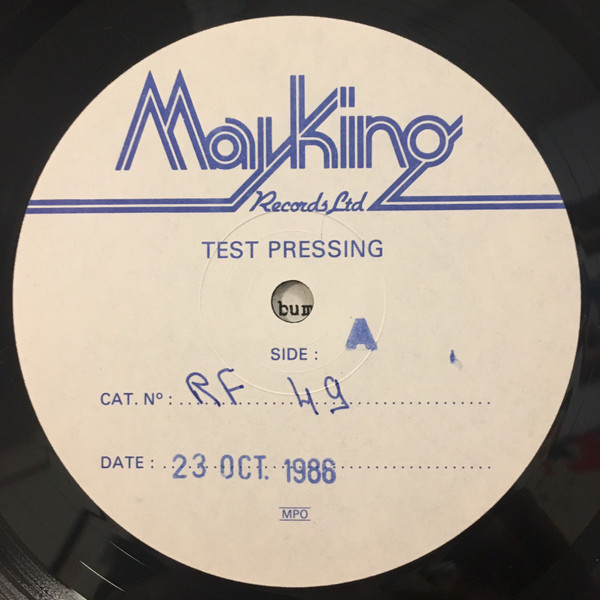 Mayking
Records Ltd
TEST PRESSING
bum
SIDE : A
CAT. Nº : RF 49
DATE : 23 OCT. 1986
MPO